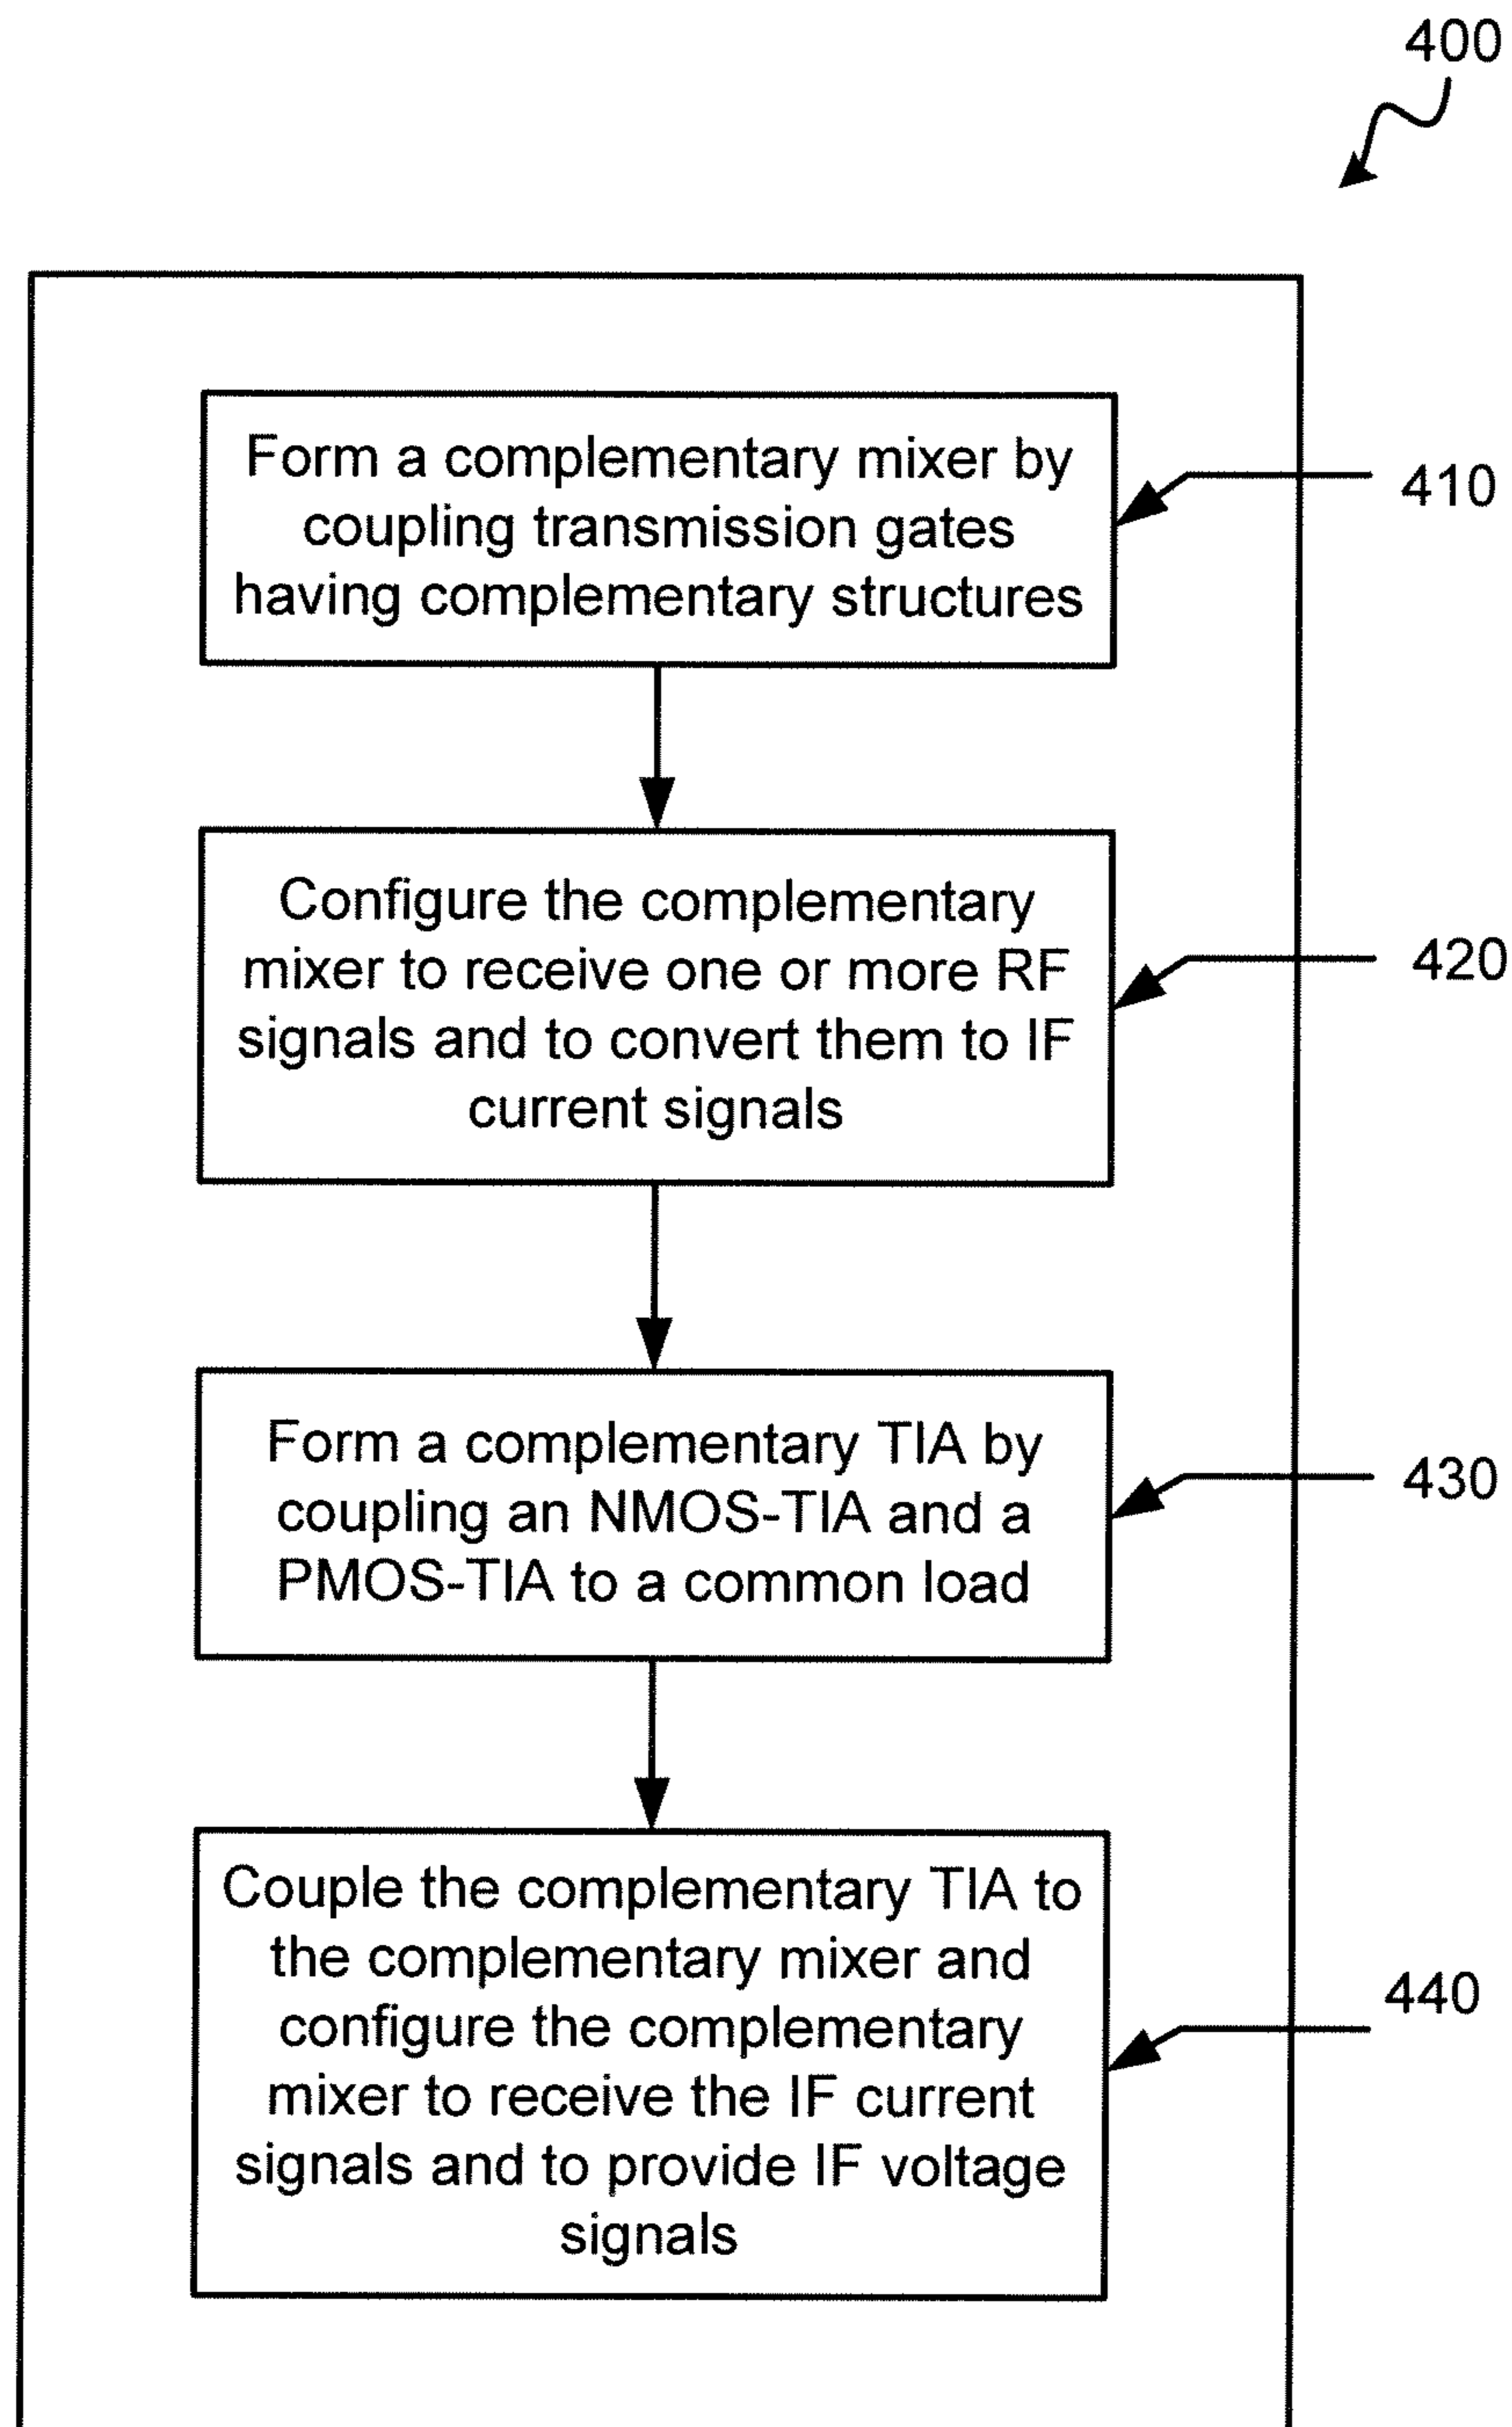 400
Form a complementary mixer by
coupling transmission gates
having complementary structures
410
Configure the complementary
mixer to receive one or more RF
signals and to convert them to IF
current signals
420
Form a complementary TIA by
coupling an NMOS-TIA and a
PMOS-TIA to a common load
430
Couple the complementary TIA to
the complementary mixer and
configure the complementary
mixer to receive the IF current
signals and to provide IF voltage
signals
440